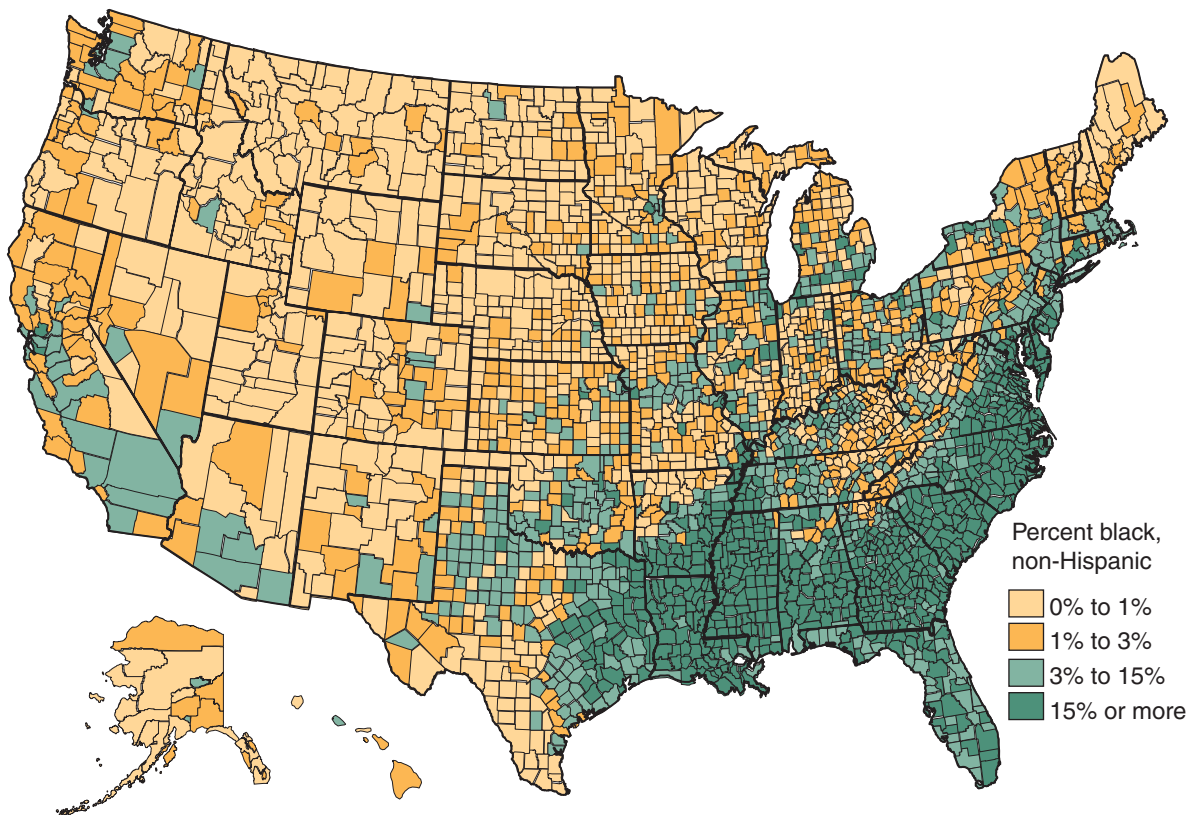 Percent black,
non-Hispanic
0% to 1%
1% to 3%
3% to 15%
15% or more